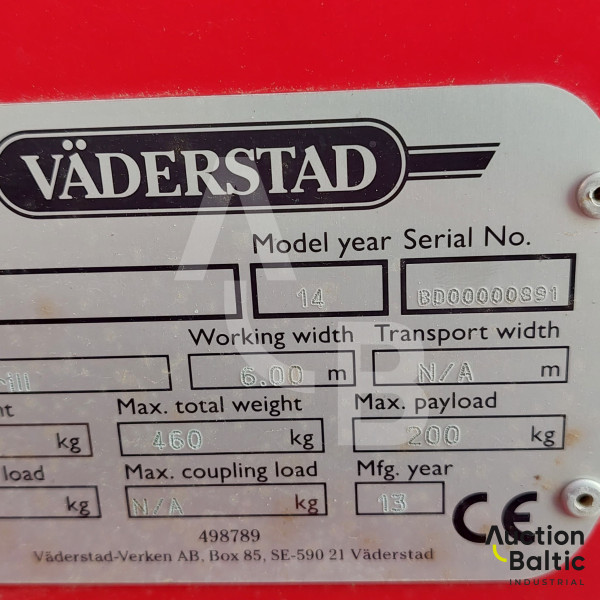 VÄDERSTAD
Model year Serial No.
14 BD00000891
Working width Transport width
6.00 m N/A m
Max. total weight Max. payload
kg 460 kg 200 kg
load Max. coupling load Mfg. year
kg N/A kg 13 CE
498789
Väderstad-Verken AB, Box 85, SE-590 21 Väderstad
Auction
Baltic
INDUSTRIAL